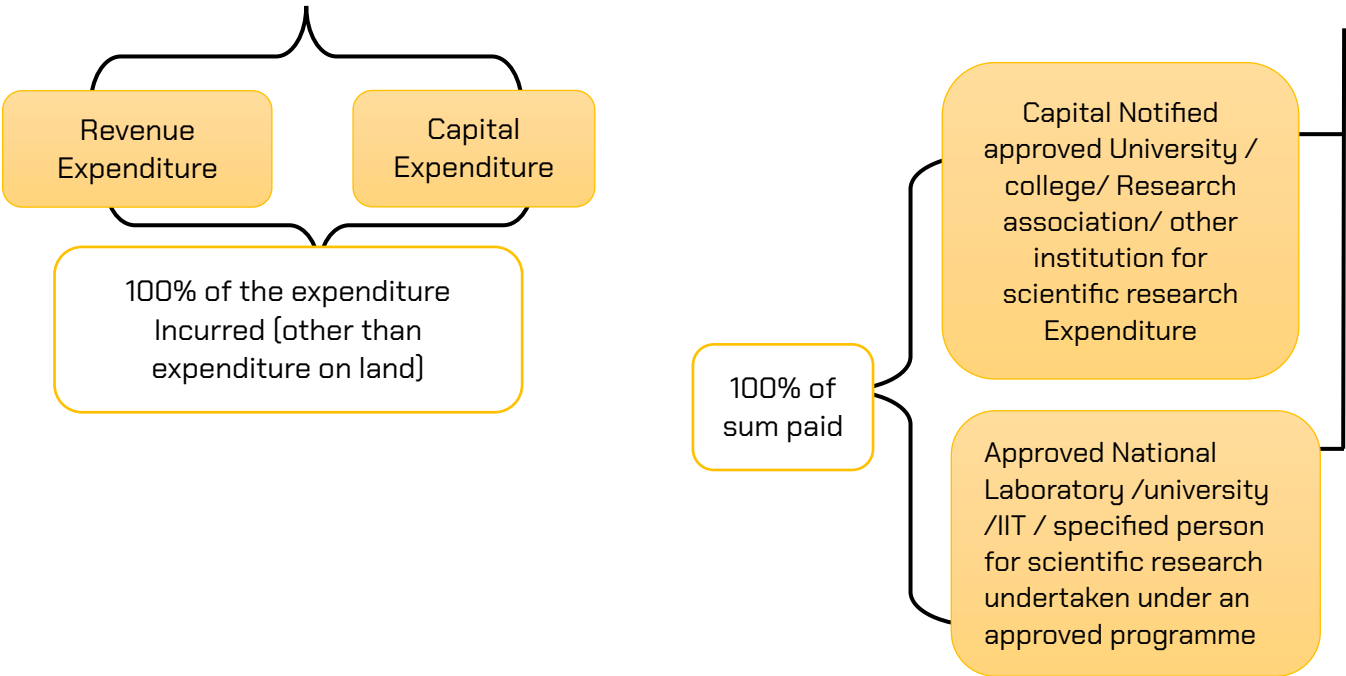 Revenue
Expenditure
Capital
Expenditure
100% of the expenditure
Incurred (other than
expenditure on land)
100% of
sum paid
Capital Notified
approved University /
college/ Research
association/ other
institution for
scientific research
Expenditure
Approved National
Laboratory /university
/IIT / specified person
for scientific research
undertaken under an
approved programme